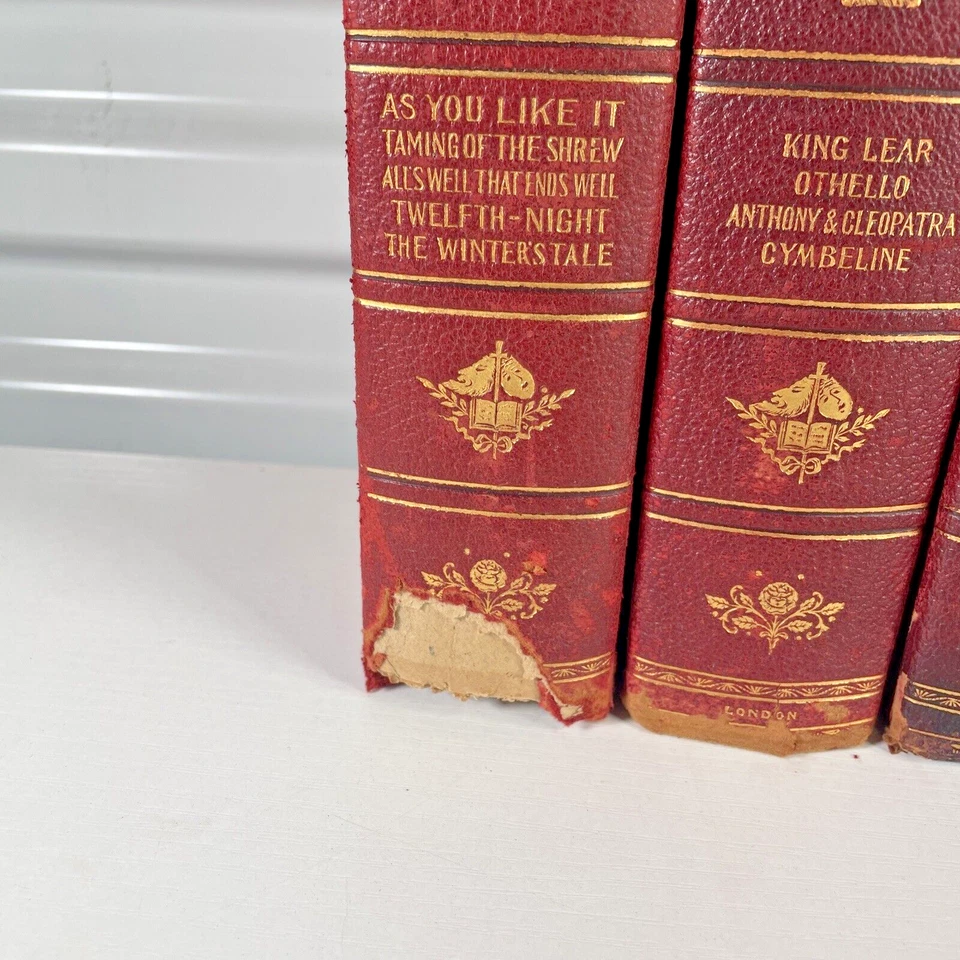 AS YOU LIKE IT
TAMING OF THE SHREW
ALL'S WELL THAT ENDS WELL
TWELFTH-NIGHT
THE WINTER'S TALE
KING LEAR
OTHELLO
ANTHONY & CLEOPATRA
CYMBELINE
LONDON